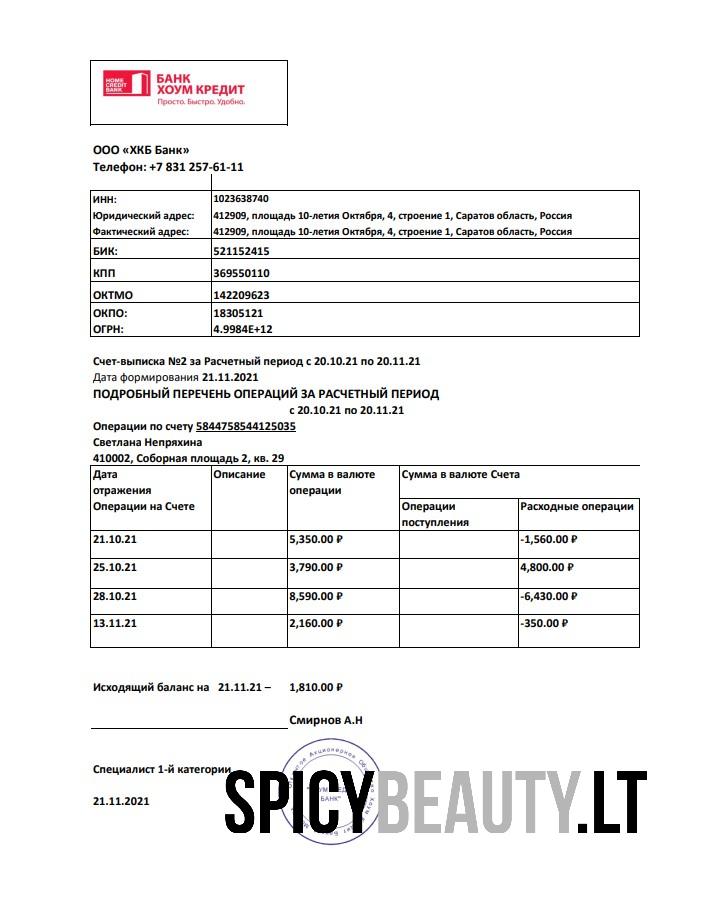 HOME
CREDIT
BANK
БАНК
ХОУМ КРЕДИТ
Просто. Быстро. Удобно.
ООО «ХКБ Банк»
Телефон: +7 831 257-61-11
ИНН: 1023638740
Юридический адрес: 412909, площадь 10-летия Октября, 4, строение 1, Саратов область, Россия
Фактический адрес: 412909, площадь 10-летия Октября, 4, строение 1, Саратов область, Россия
БИК: 521152415
КПП 369550110
ОКТМО 142209623
ОКПО: 18305121
ОГРН: 4.9984E+12
Счет-выписка №2 за Расчетный период с 20.10.21 по 20.11.21
Дата формирования 21.11.2021
ПОДРОБНЫЙ ПЕРЕЧЕНЬ ОПЕРАЦИЙ ЗА РАСЧЕТНЫЙ ПЕРИОД
с 20.10.21 по 20.11.21
Операции по счету 5844758544125035
Светлана Непряхина
410002, Соборная площадь 2, кв. 29
Дата Описание Сумма в валюте Сумма в валюте Счета
отражения операции
Операции на Счете Операции Расходные операции
поступления
21.10.21 5,350.00 ₽ -1,560.00 ₽
25.10.21 3,790.00 ₽ 4,800.00 ₽
28.10.21 8,590.00 ₽ -6,430.00 ₽
13.11.21 2,160.00 ₽ -350.00 ₽
Исходящий баланс на 21.11.21 – 1,810.00 ₽
Смирнов А.Н
Акционерное
Специалист 1-й категории
БАНК"
SPICYBEAUTY.LT
21.11.2021